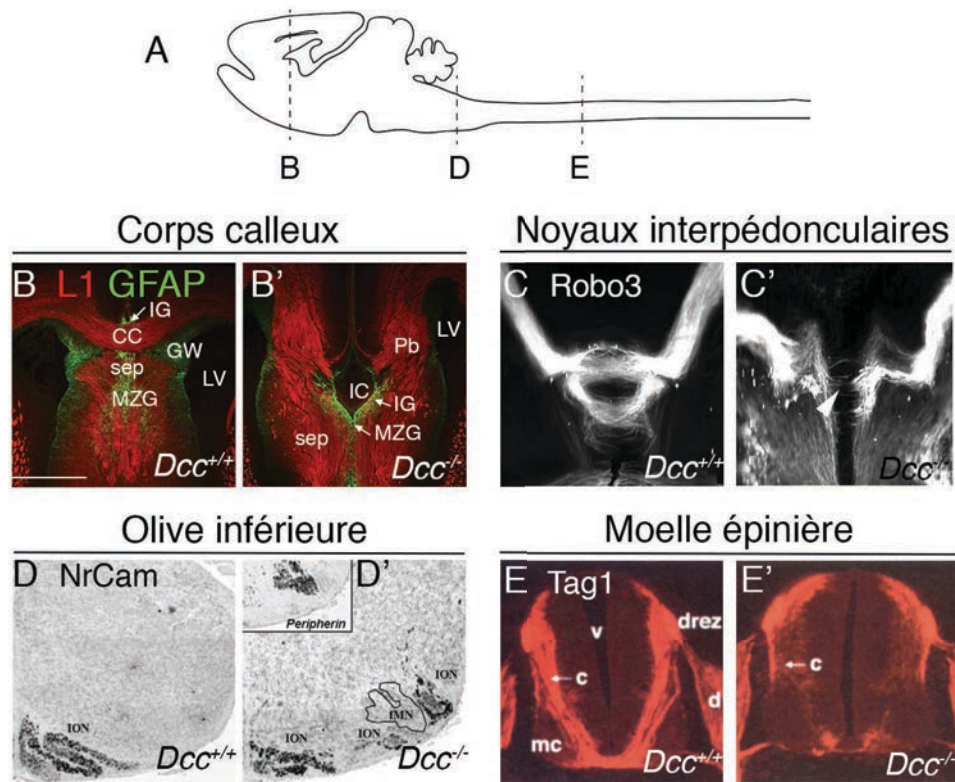 A
B D E
Corps calleux
Noyaux interpédonculaires
B L1 GFAP
IG
CC
GW
sep
LV
MZG
Dcc+/+
B'
LV
Pb
IC
IG
MZG
sep
Dcc-/-
C Robo3
Dcc+/+
C'
Dcc-/-
Olive inférieure
Moelle épinière
D NrCam
ION
Dcc+/+
D'
Peripherin
ION
fMN
ION
ION
Dcc-/-
E Tag1
v
drez
c
d
mc
Dcc+/+
E'
c
Dcc-/-